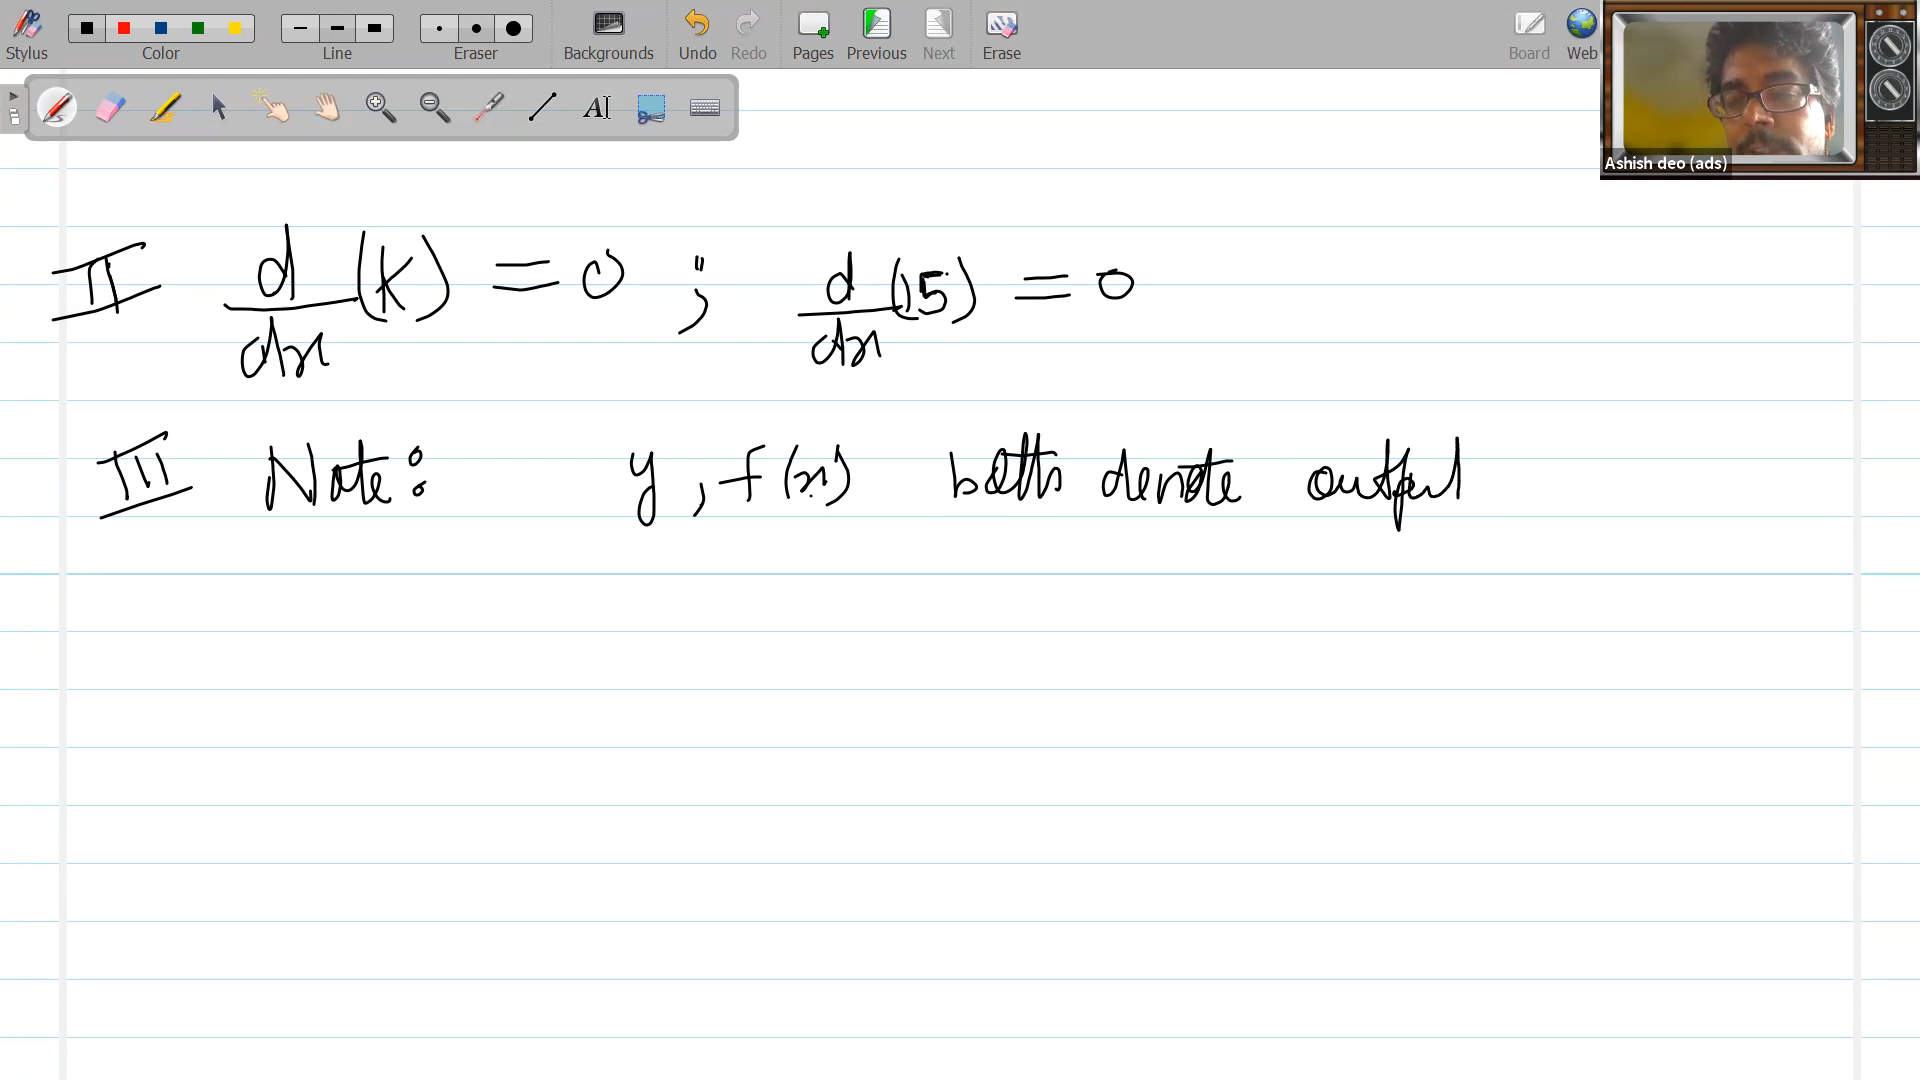 Stylus Color Line Eraser Backgrounds Undo Redo Pages Previous Next Erase Board Web
Ashish deo (ads)
II d/dx (k) = 0 ; d/dx (15) = 0
III Note: y, f(x) both denote output